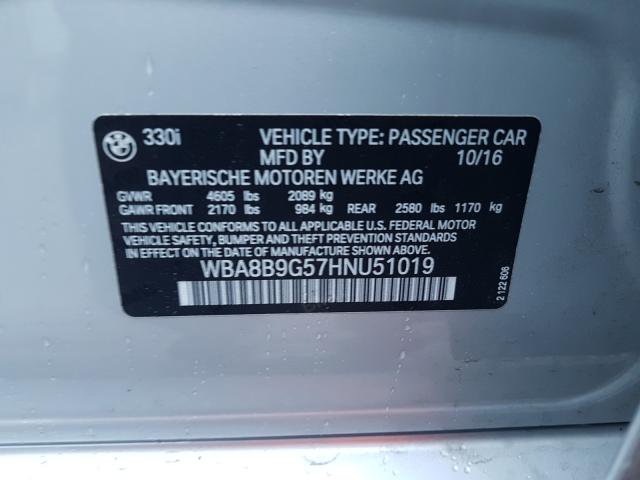 330i VEHICLE TYPE: PASSENGER CAR
MFD BY 10/16
BAYERISCHE MOTOREN WERKE AG
GVWR 4605 lbs 2089 kg
GAWR FRONT 2170 lbs 984 kg REAR 2580 lbs 1170 kg
THIS VEHICLE CONFORMS TO ALL APPLICABLE U.S. FEDERAL MOTOR
VEHICLE SAFETY, BUMPER AND THEFT PREVENTION STANDARDS
IN EFFECT ON THE DATE OF MANUFACTURE SHOWN ABOVE.
WBA8B9G57HNU51019
2 122 606